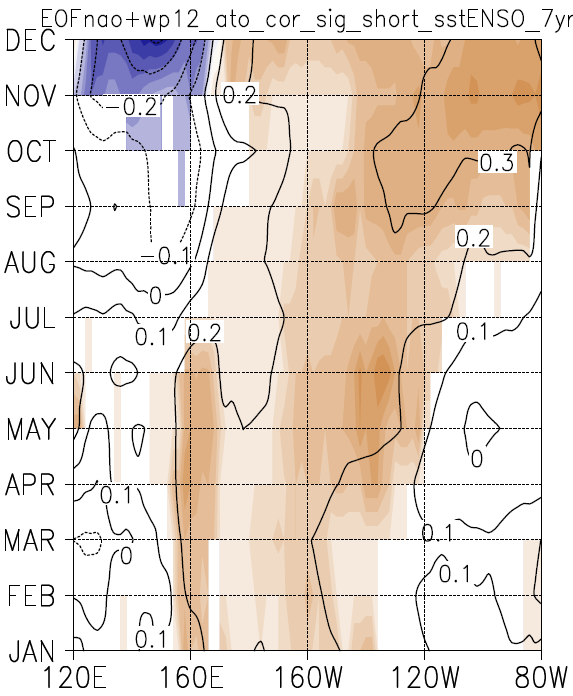 EOFnao+wp12_ato_cor_sig_short_sstENSO_7yr
DEC
NOV
−0.2
0.2
OCT
0.3
SEP
0.2
AUG
−0.1
0
JUL
0.1
0.2
0.1
JUN
MAY
0
APR
0.1
0.1
MAR
0
0.1
FEB
0.1
JAN
120E 160E 160W 120W 80W